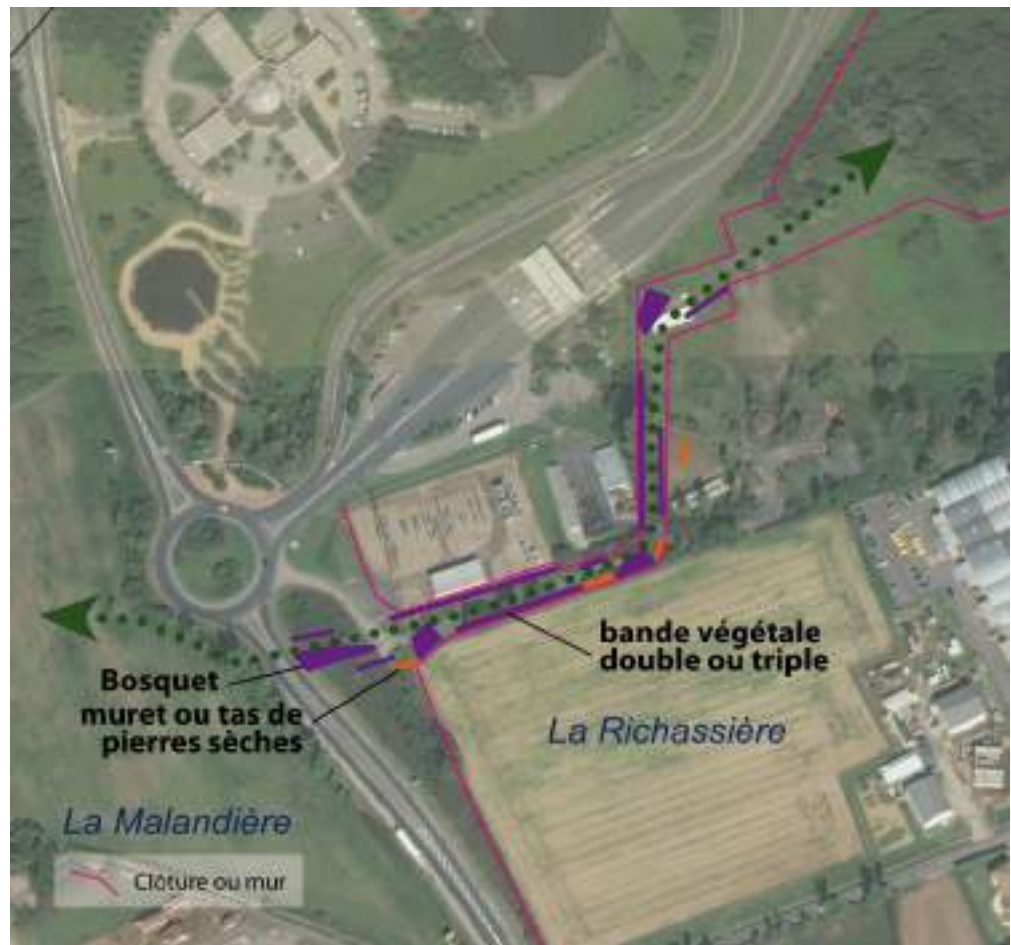 bande végétale
double ou triple
Bosquet
muret ou tas de
pierres sèches
La Richassière
La Malandière
Clôture ou mur